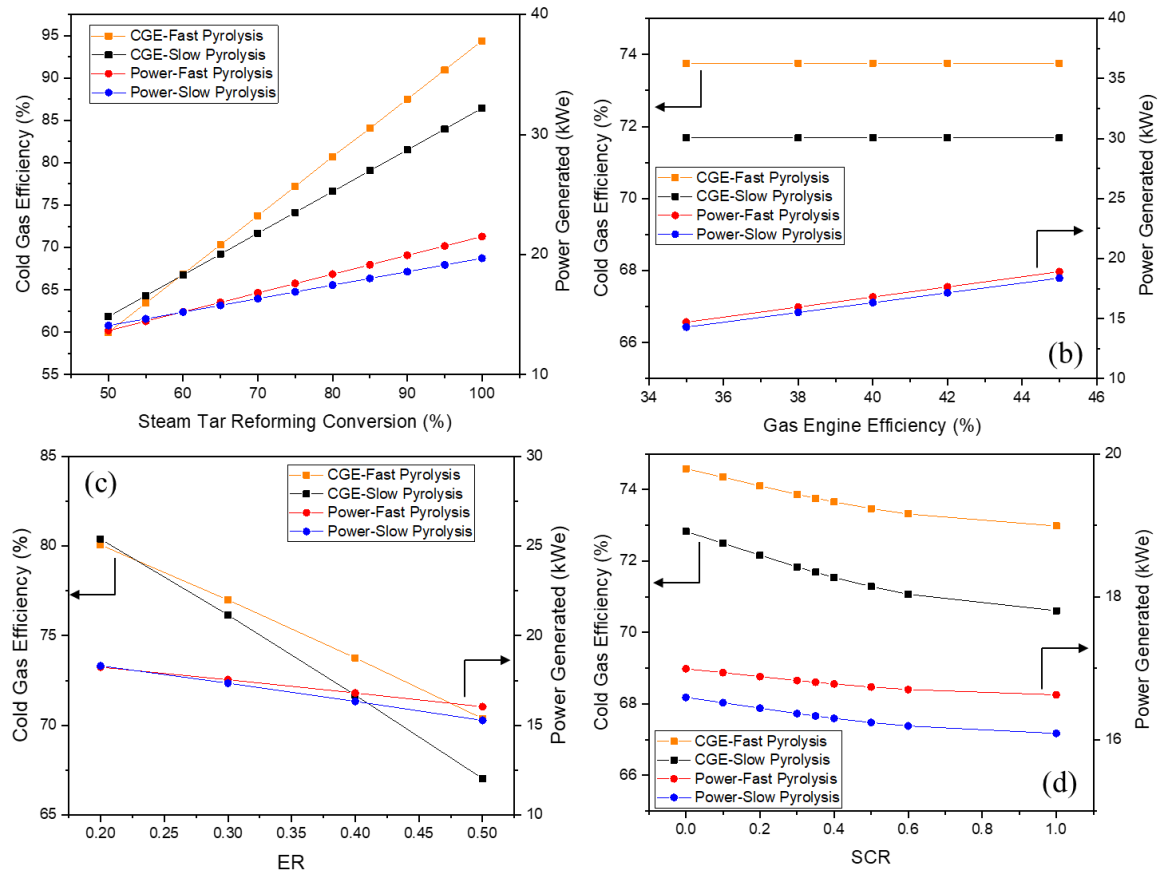 CGE-Fast Pyrolysis
CGE-Slow Pyrolysis
Power-Fast Pyrolysis
Power-Slow Pyrolysis
Cold Gas Efficiency (%)
95
90
85
80
75
70
65
60
55
50
60
70
80
90
100
Steam Tar Reforming Conversion (%)
40
30
20
10
Power Generated (kWe)
Cold Gas Efficiency (%)
74
72
70
68
66
CGE-Fast Pyrolysis
CGE-Slow Pyrolysis
Power-Fast Pyrolysis
Power-Slow Pyrolysis
(b)
34
36
38
40
42
44
46
Gas Engine Efficiency (%)
40
35
30
25
20
15
10
Power Generated (kWe)
(c)
CGE-Fast Pyrolysis
CGE-Slow Pyrolysis
Power-Fast Pyrolysis
Power-Slow Pyrolysis
Cold Gas Efficiency (%)
85
80
75
70
65
0.20
0.25
0.30
0.35
0.40
0.45
0.50
ER
30
25
20
15
10
Power Generated (kWe)
Cold Gas Efficiency (%)
74
72
70
68
66
CGE-Fast Pyrolysis
CGE-Slow Pyrolysis
Power-Fast Pyrolysis
Power-Slow Pyrolysis
(d)
0.0
0.2
0.4
0.6
0.8
1.0
SCR
20
18
16
Power Generated (kWe)